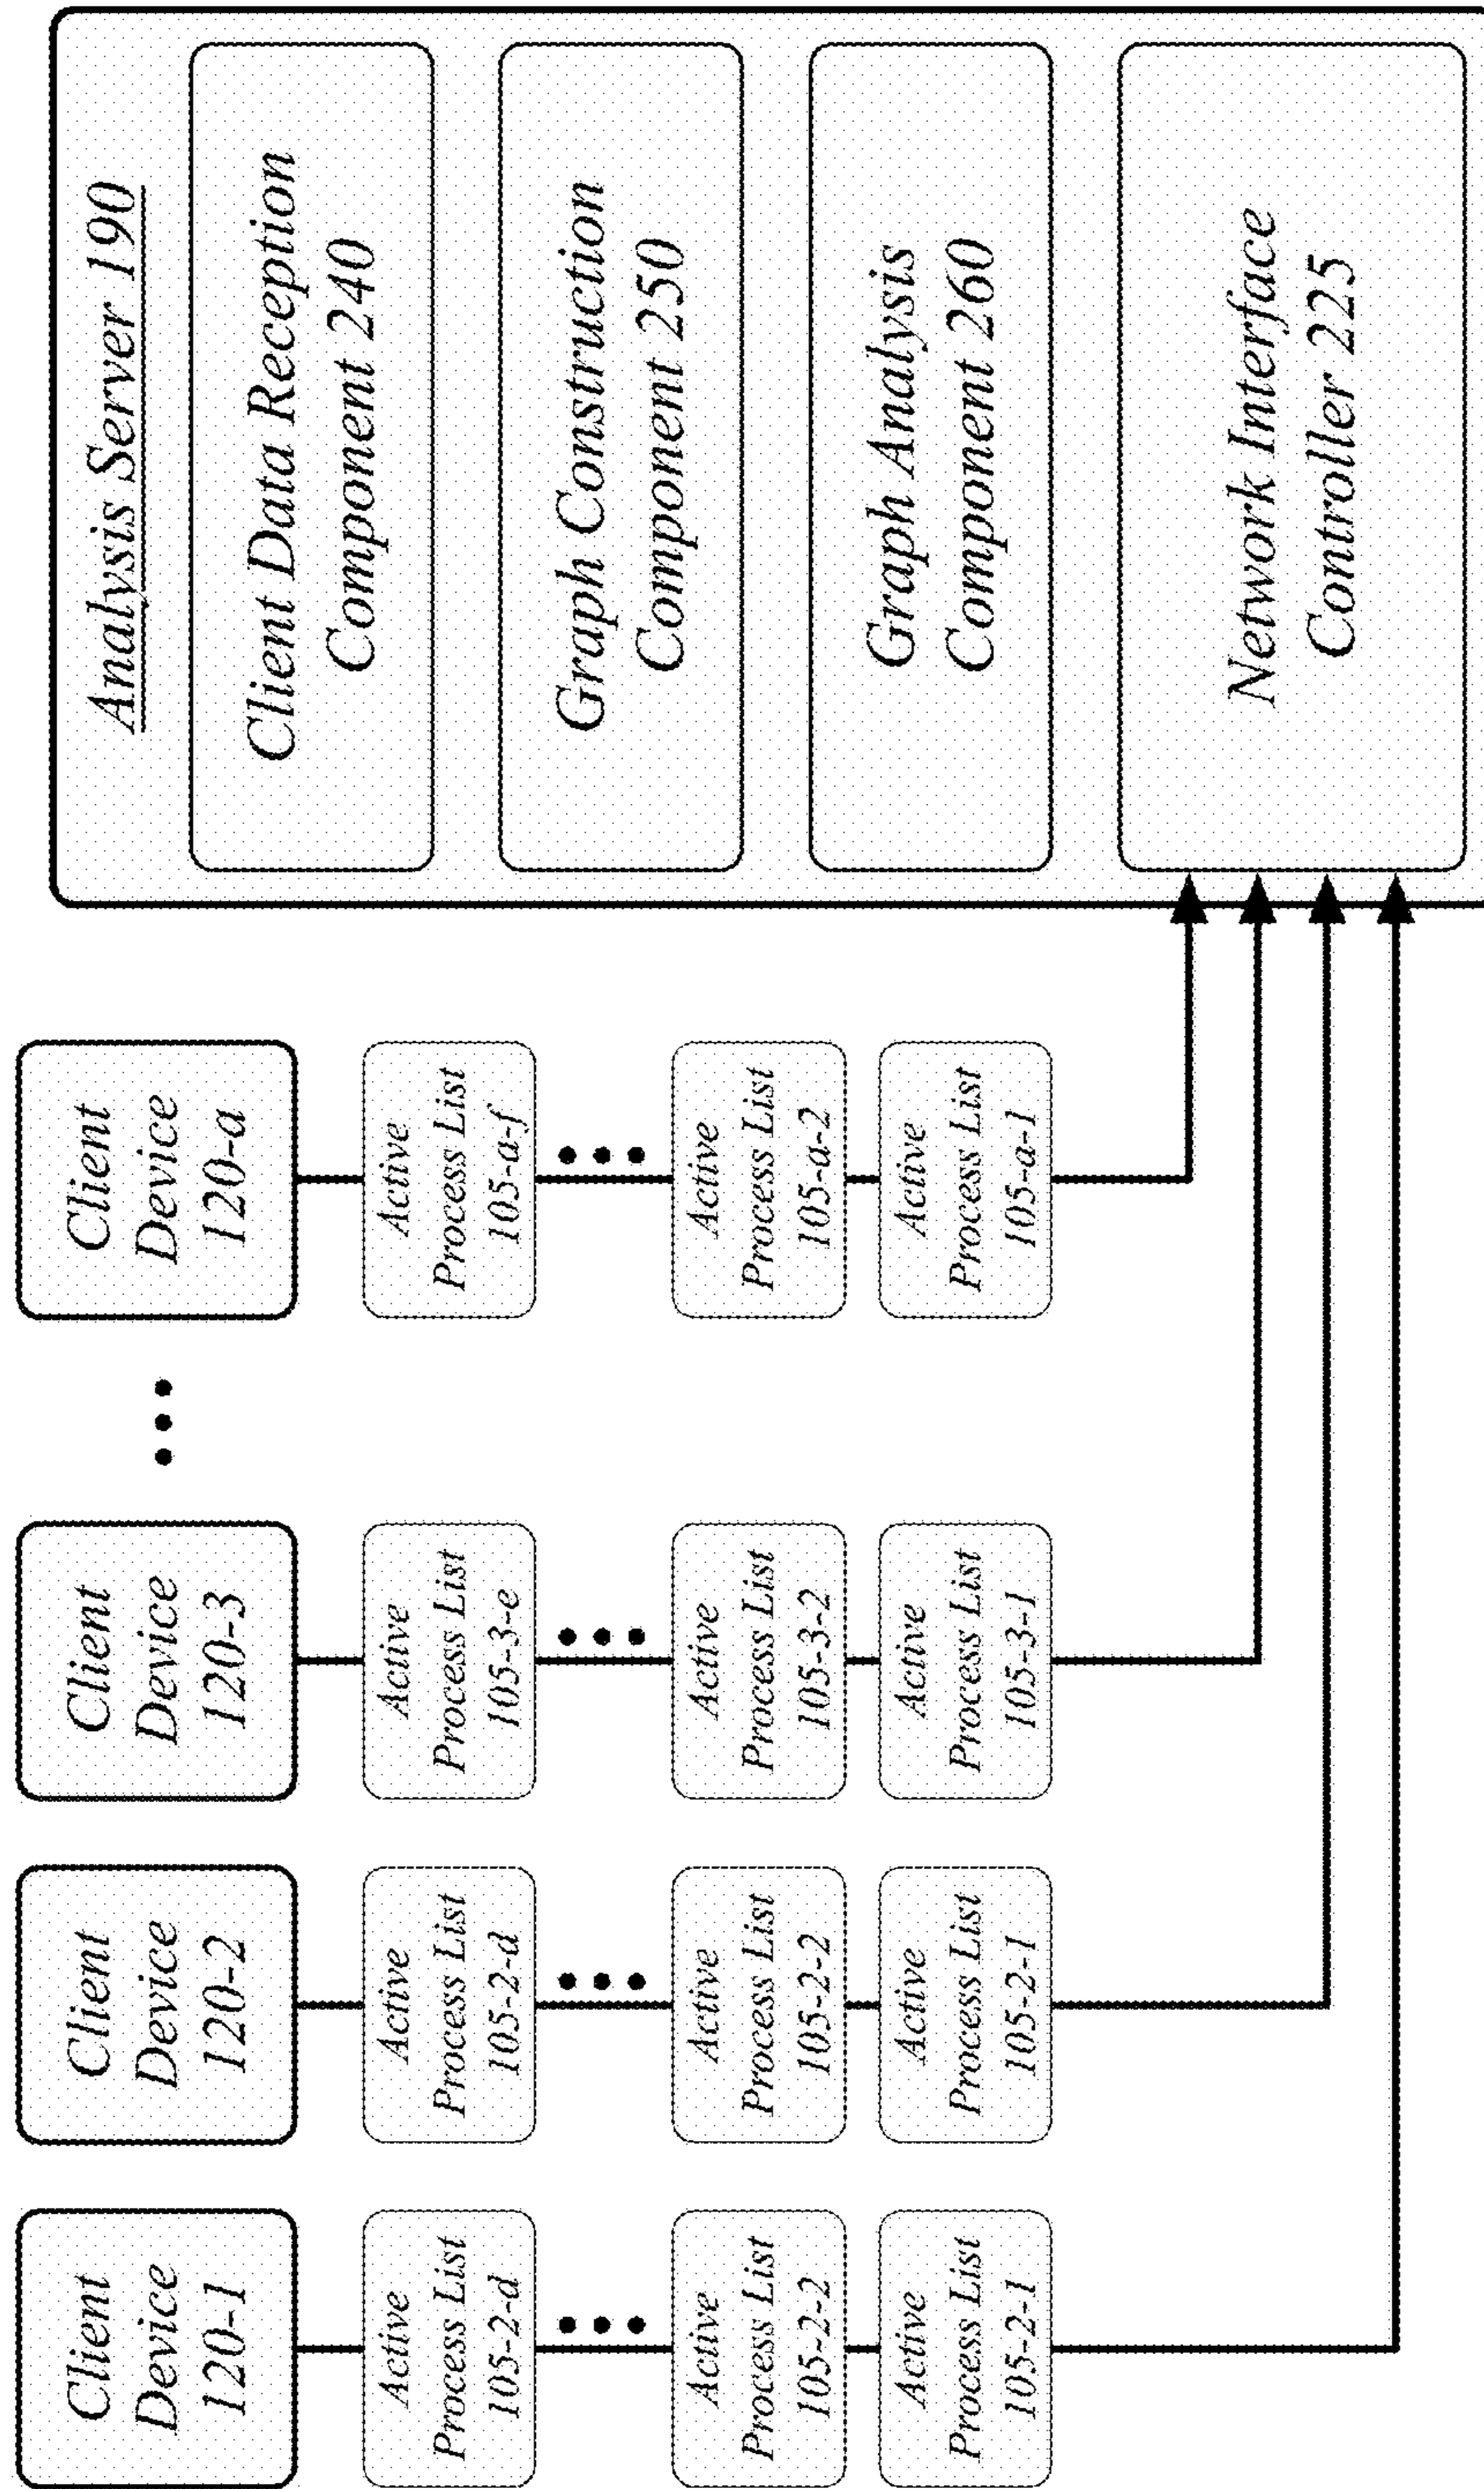 Client
Device
120-1
Active
Process List
105-2-d
Active
Process List
105-2-2
Active
Process List
105-2-1
Client
Device
120-2
Active
Process List
105-2-d
Active
Process List
105-2-2
Active
Process List
105-2-1
Client
Device
120-3
Active
Process List
105-3-e
Active
Process List
105-3-2
Active
Process List
105-3-1
Client
Device
120-a
Active
Process List
105-a-f
Active
Process List
105-a-2
Active
Process List
105-a-1
Analysis Server 190
Client Data Reception
Component 240
Graph Construction
Component 250
Graph Analysis
Component 260
Network Interface
Controller 225